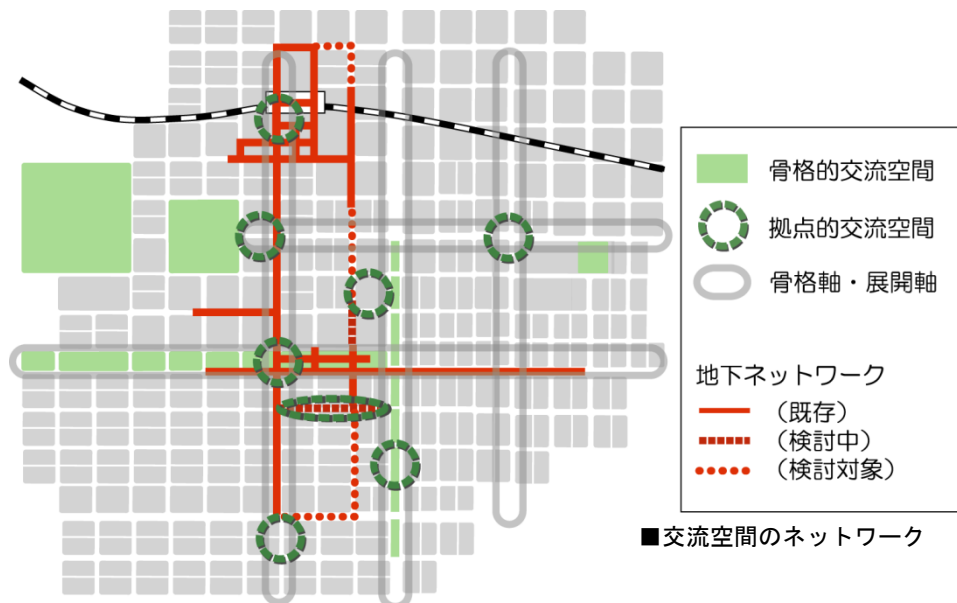 骨格的交流空間
拠点的交流空間
骨格軸・展開軸
地下ネットワーク
（既存）
（検討中）
（検討対象）
■交流空間のネットワーク